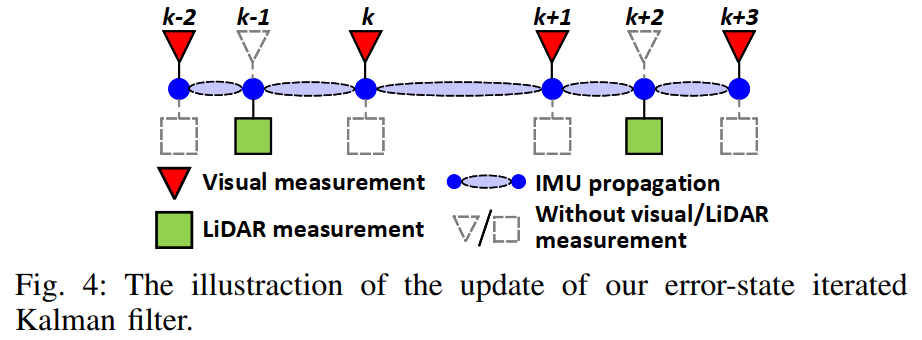 k-2 k-1 k k+1 k+2 k+3
Visual measurement
IMU propagation
LiDAR measurement
Without visual/LiDAR
measurement
Fig. 4: The illustraction of the update of our error-state iterated
Kalman filter.